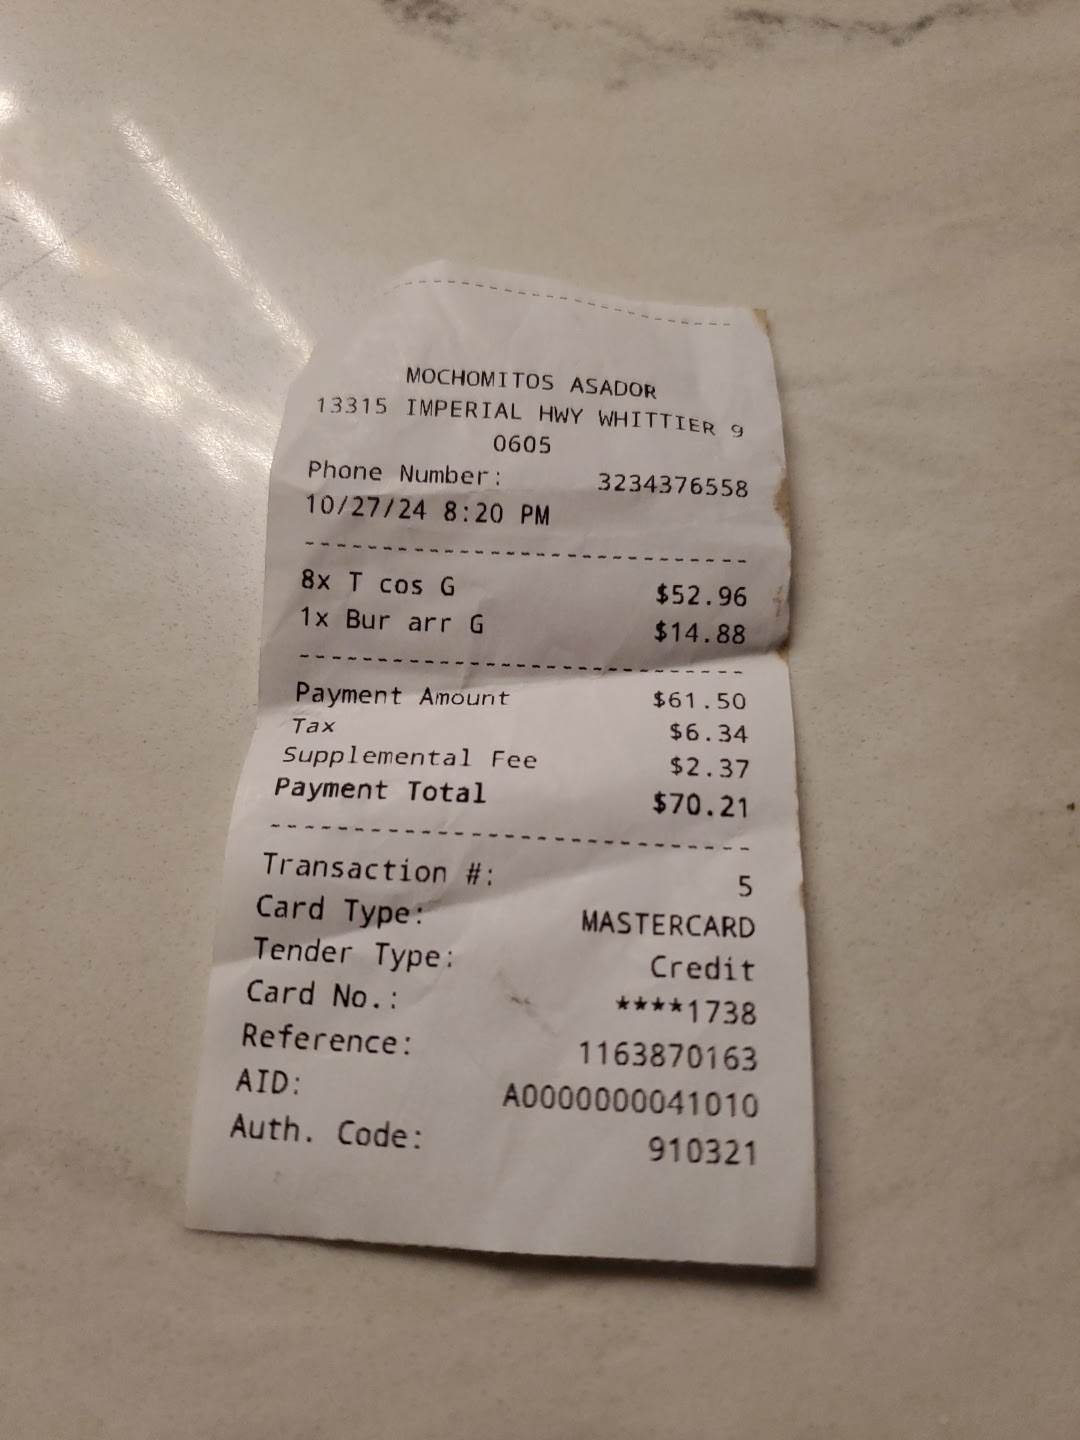 MOCHOMITOS ASADOR
13315 IMPERIAL HWY WHITTIER 9
0605
Phone Number: 3234376558
10/27/24 8:20 PM
8x T cos G $52.96
1x Bur arr G $14.88
Payment Amount $61.50
Tax $6.34
Supplemental Fee $2.37
Payment Total $70.21
Transaction #: 5
Card Type: MASTERCARD
Tender Type: Credit
Card No.: ****1738
Reference: 1163870163
AID: A0000000041010
Auth. Code: 910321